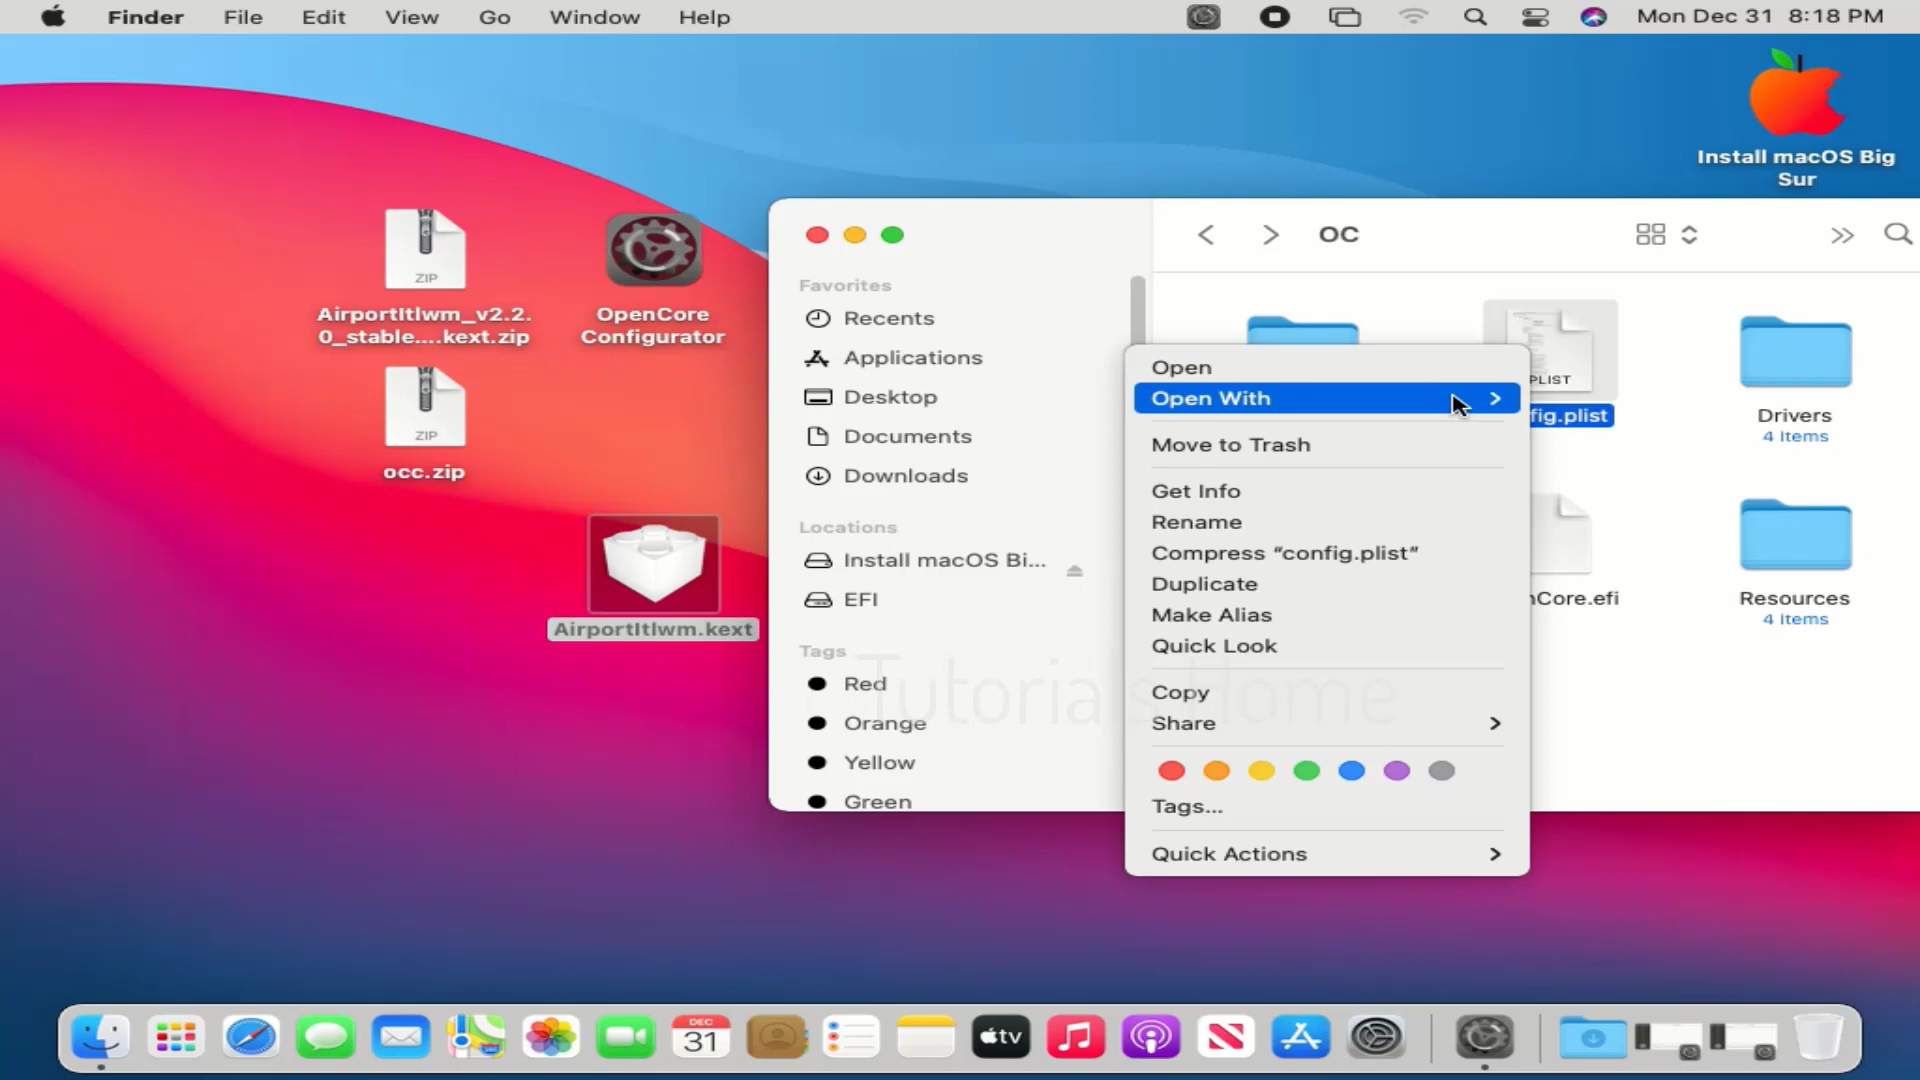 Finder File Edit View Go Window Help Mon Dec 31 8:18 PM
Install macOS Big
Sur
ZIP
AirportItlwm_v2.2.
0_stable....kext.zip
OpenCore
Configurator
ZIP
occ.zip
AirportItlwm.kext
OC
Favorites
Recents
Applications
Desktop
Documents
Downloads
Locations
Install macOS Bi...
EFI
Tags
Red
Orange
Yellow
Green
PLIST
fig.plist
Drivers
4 Items
nCore.efi
Resources
4 Items
Open
Open With
Move to Trash
Get Info
Rename
Compress “config.plist”
Duplicate
Make Alias
Quick Look
Copy
Share
Tags...
Quick Actions
Tutorials Home
DEC
31
tv